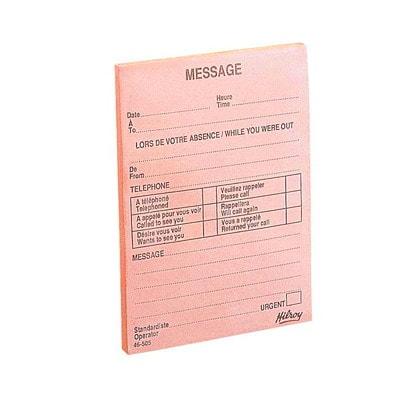 MESSAGE
Heure
Date Time
À
To
LORS DE VOTRE ABSENCE / WHILE YOU WERE OUT
De
From
TELEPHONE
A téléphoné Veuillez rappeler
Telephoned Please call
A appelé pour vous voir Rappellera
Called to see you Will call again
Désire vous voir Vous a rappelé
Wants to see you Returned your call
MESSAGE
URGENT
Standardiste
Operator
46-505
Hilroy